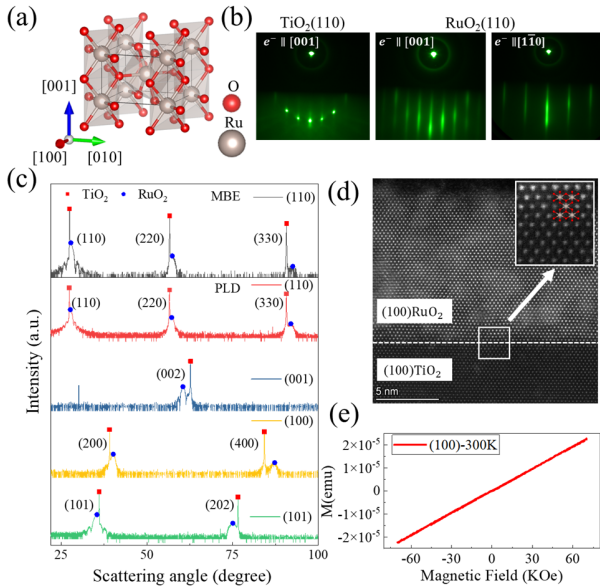 (a)
[001]
[100]
[010]
O
Ru
(b)
TiO₂(110)
RuO₂(110)
e⁻ ∥ [001]
e⁻ ∥ [001]
e⁻ ∥[11̅0]
(c)
TiO₂
RuO₂
MBE
(110)
(110)
(220)
(330)
PLD
(110)
(110)
(220)
(330)
(001)
(002)
(100)
(200)
(400)
(101)
(101)
(202)
Intensity (a.u.)
25
50
75
100
Scattering angle (degree)
(d)
(100)RuO₂
(100)TiO₂
5 nm
(e)
(100)-300K
M(emu)
2×10⁻⁵
1×10⁻⁵
0
-1×10⁻⁵
-2×10⁻⁵
-60
-30
0
30
60
Magnetic Field (KOe)